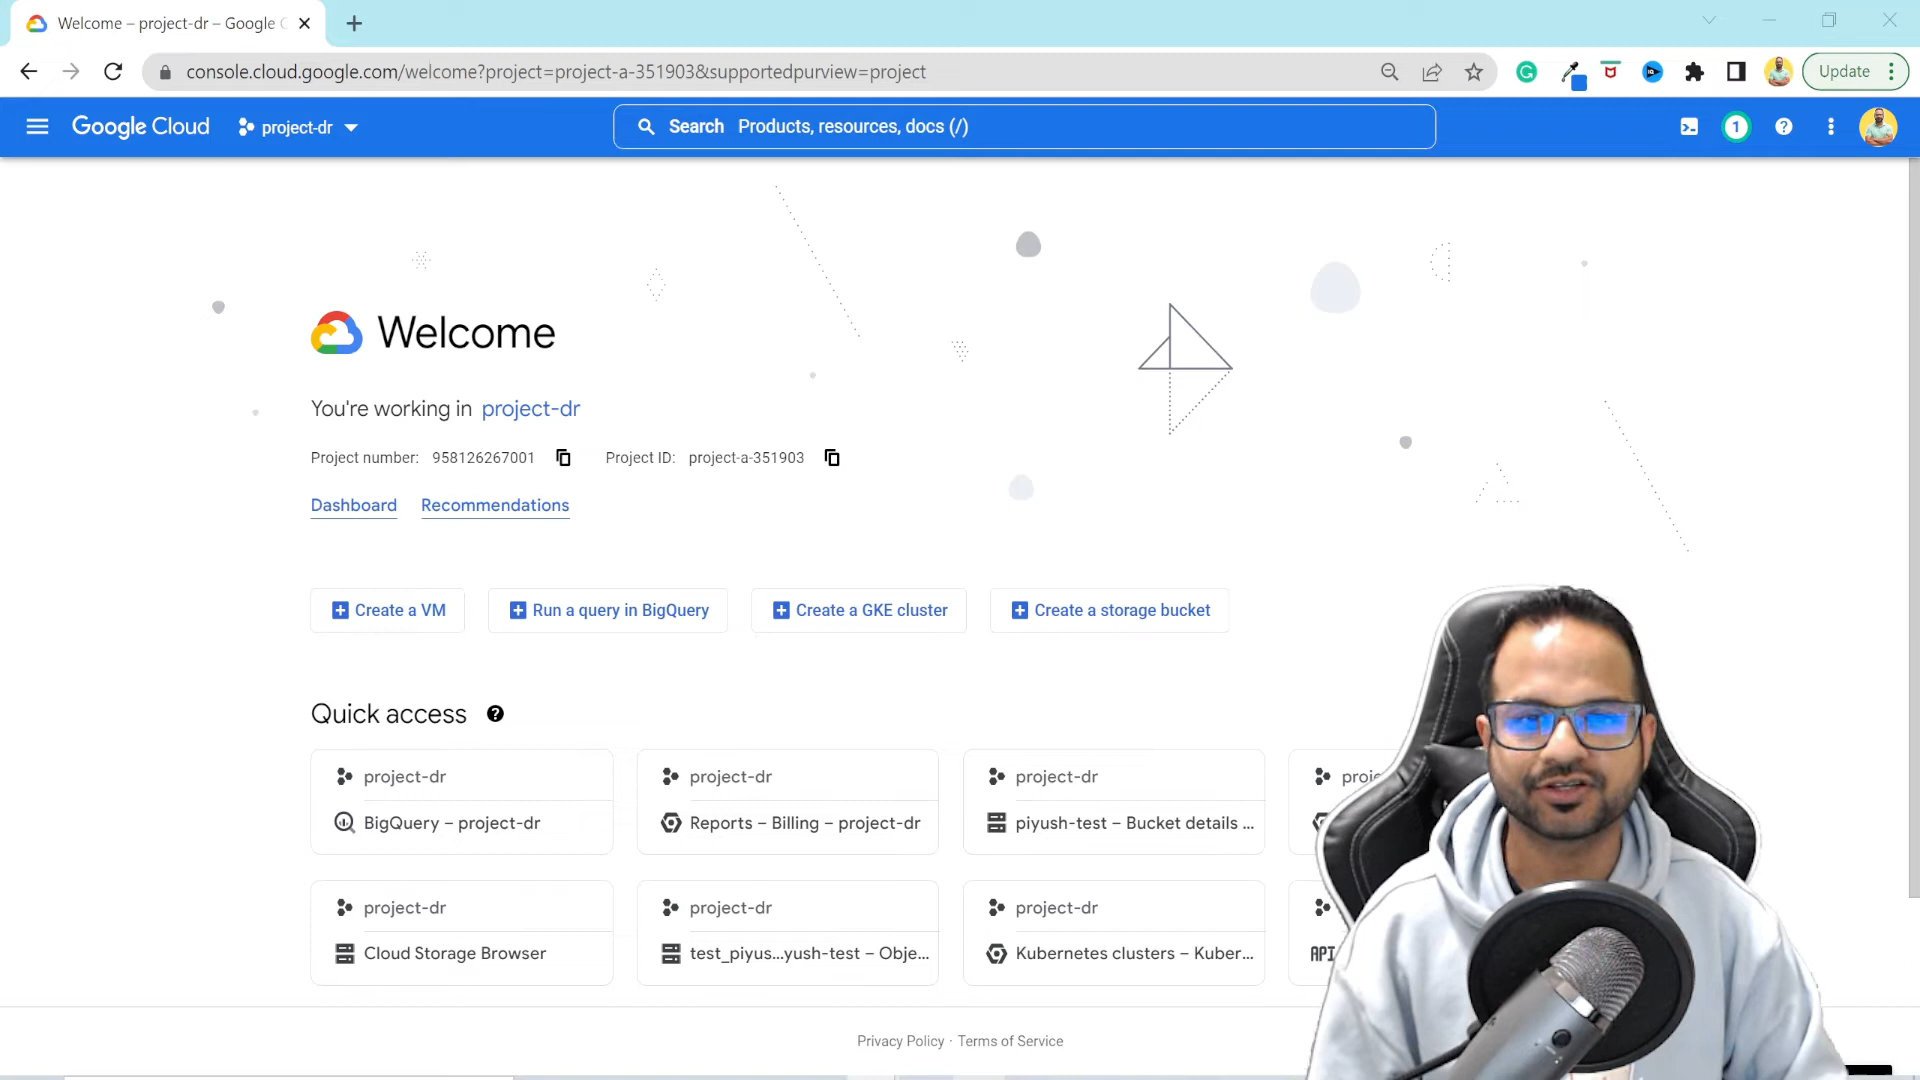 Welcome – project-dr – Google C
console.cloud.google.com/welcome?project=project-a-351903&supportedpurview=project
Update
Google Cloud
project-dr
Search Products, resources, docs (/)
1
Welcome
You're working in project-dr
Project number: 958126267001 Project ID: project-a-351903
Dashboard Recommendations
Create a VM
Run a query in BigQuery
Create a GKE cluster
Create a storage bucket
Quick access
project-dr
BigQuery – project-dr
project-dr
Reports – Billing – project-dr
project-dr
piyush-test – Bucket details ...
proje
project-dr
Cloud Storage Browser
project-dr
test_piyus...yush-test – Obje...
project-dr
Kubernetes clusters – Kuber...
API
Privacy Policy · Terms of Service